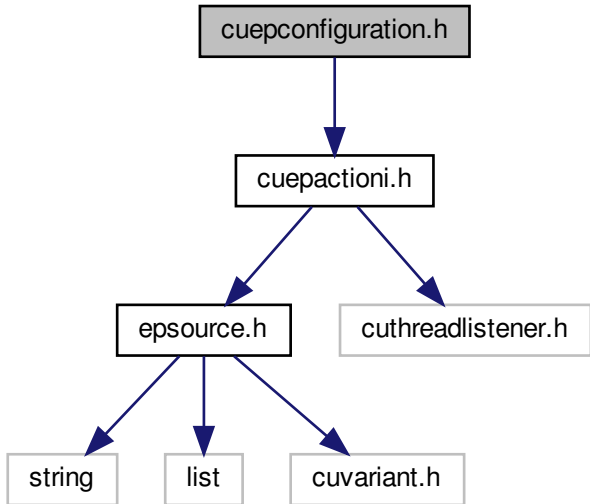 cuepconfiguration.h
cuepactioni.h
epsource.h
cuthreadlistener.h
string
list
cuvariant.h